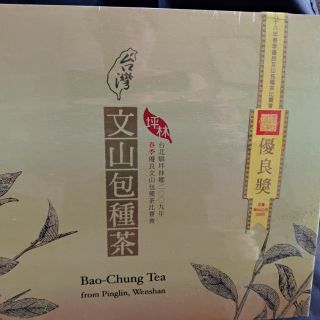 台灣
坪林
文山包種茶
台北縣坪林鄉二〇〇九年
春季優良文山包種茶比賽會
優良獎
Bao-Chung Tea
from Pinglin, Wenshan